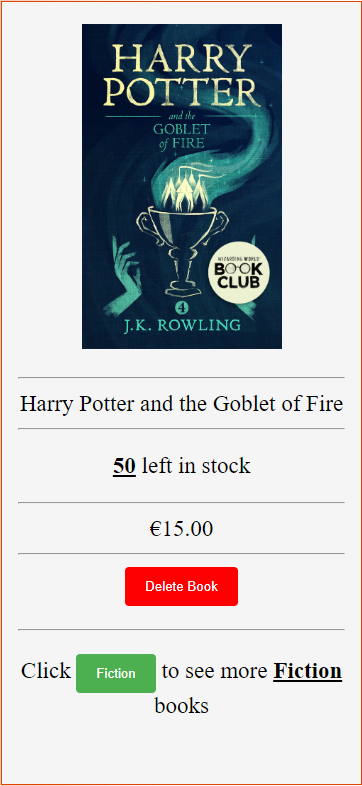 HARRY
POTTER
and the
GOBLET
of FIRE
WIZARDING WORLD
BOOK
CLUB
4
J.K. ROWLING
Harry Potter and the Goblet of Fire
50 left in stock
€15.00
Delete Book
Click Fiction to see more Fiction
books